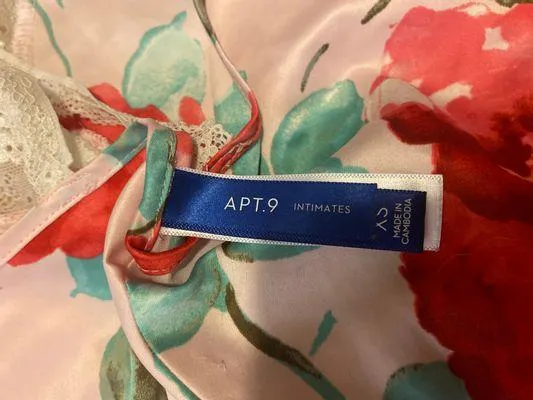 APT.9 INTIMATES
XS
MADE IN
CAMBODIA